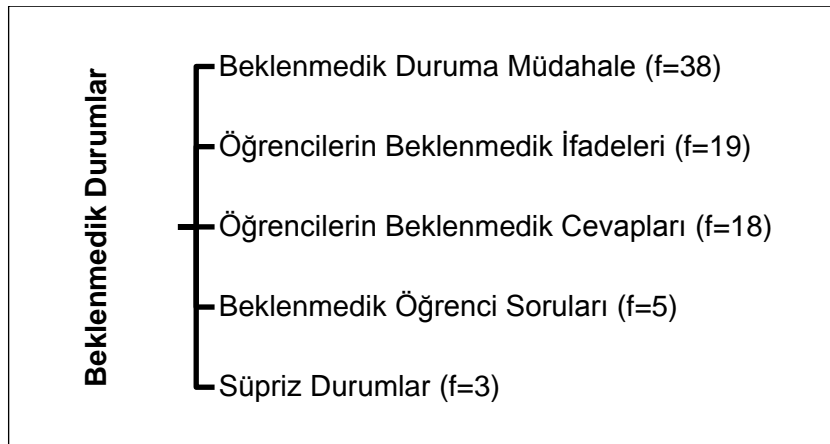 Beklenmedik Durumlar
Beklenmedik Duruma Müdahale (f=38)
Öğrencilerin Beklenmedik İfadeleri (f=19)
Öğrencilerin Beklenmedik Cevapları (f=18)
Beklenmedik Öğrenci Soruları (f=5)
Süpriz Durumlar (f=3)